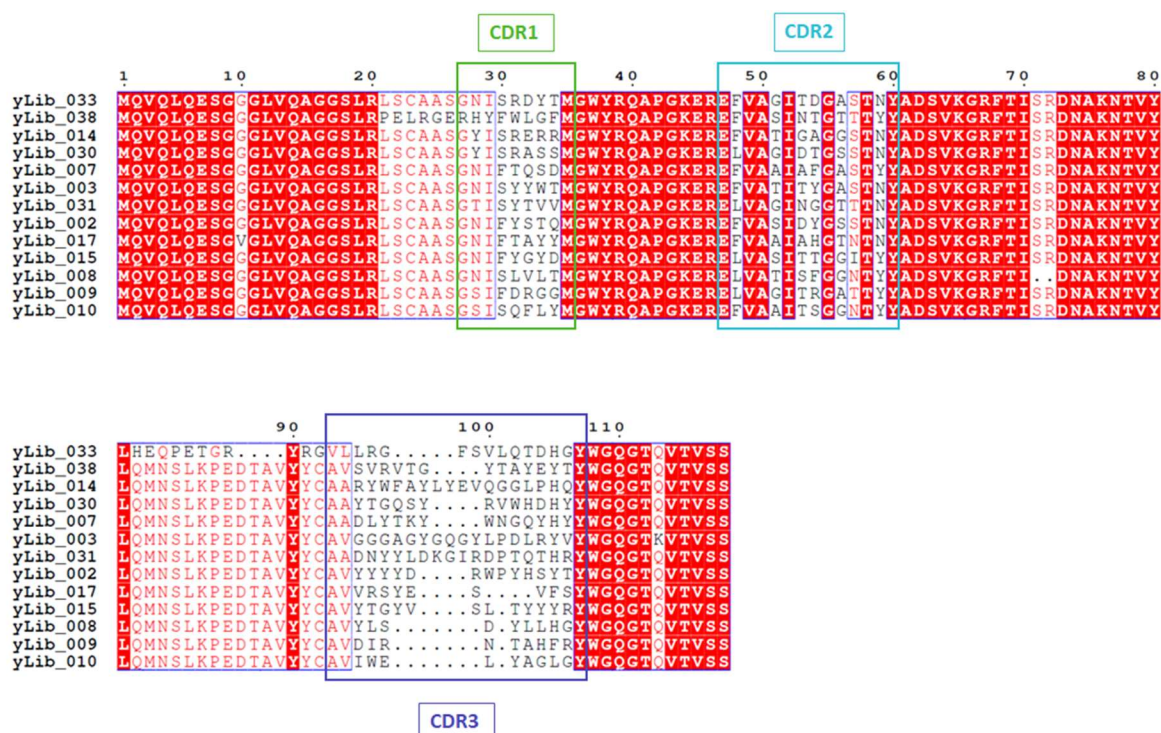 CDR1 CDR2
1 10 20 30 40 50 60 70 80
yLib_033 MQVQLQESGGGLVQAGGSLRLSCAASGNISRDYTMGWYRQAPGKEREFVAGITDGASTNYADSVKGRFTISRDNAKNTVY
yLib_038 MQVQLQESGGGLVQAGGSLRPELRGERHYFWLGFMGWYRQAPGKEREFVASINTGTTTYYADSVKGRFTISRDNAKNTVY
yLib_014 MQVQLQESGGGLVQAGGSLRLSCAASGYISRERRMGWYRQAPGKEREFVATIGAGGSTNYADSVKGRFTISRDNAKNTVY
yLib_030 MQVQLQESGGGLVQAGGSLRLSCAASGYISRASSMGWYRQAPGKERELVAGIDTGSSTNYADSVKGRFTISRDNAKNTVY
yLib_007 MQVQLQESGGGLVQAGGSLRLSCAASGNIFTQSDMGWYRQAPGKEREFVAAIAFGASTNYADSVKGRFTISRDNAKNTVY
yLib_003 MQVQLQESGGGLVQAGGSLRLSCAASGNISYYWTMGWYRQAPGKEREFVATITYGASTNYADSVKGRFTISRDNAKNTVY
yLib_031 MQVQLQESGGGLVQAGGSLRLSCAASGTISYTVVMGWYRQAPGKERELVAGINGGTTTNYADSVKGRFTISRDNAKNTVY
yLib_002 MQVQLQESGGGLVQAGGSLRLSCAASGNIFYSTQMGWYRQAPGKEREFVASIDYGSSTNYADSVKGRFTISRDNAKNTVY
yLib_017 MQVQLQESGVGLVQAGGSLRLSCAASGNIFTAYYMGWYRQAPGKEREFVAAIAHGTNTNYADSVKGRFTISRDNAKNTVY
yLib_015 MQVQLQESGGGLVQAGGSLRLSCAASGNIFYGYDMGWYRQAPGKERELVASITTGGITYYADSVKGRFTISRDNAKNTVY
yLib_008 MQVQLQESGGGLVQAGGSLRLSCAASGNISLVLTMGWYRQAPGKERELVATISFGGNTYYADSVKGRFTI..DNAKNTVY
yLib_009 MQVQLQESGGGLVQAGGSLRLSCAASGSIFDRGGMGWYRQAPGKERELVAGITRGATTYYADSVKGRFTISRDNAKNTVY
yLib_010 MQVQLQESGGGLVQAGGSLRLSCAASGSISQFLYMGWYRQAPGKEREFVAAITSGGNTYYADSVKGRFTISRDNAKNTVY
90 100 110
yLib_033 LHEQPETGR....YRGVLLRG.....FSVLQTDHGYWGQGTQVTVSS
yLib_038 LQMNSLKPEDTAVYYCAVSVRVTG....YTAYEYTYWGQGTQVTVSS
yLib_014 LQMNSLKPEDTAVYYCAARYWFAYLYEVQGGLPHQYWGQGTQVTVSS
yLib_030 LQMNSLKPEDTAVYYCAAYTGQSY....RVWHDHYYWGQGTQVTVSS
yLib_007 LQMNSLKPEDTAVYYCAADLYTKY....WNGQYHYYWGQGTQVTVSS
yLib_003 LQMNSLKPEDTAVYYCAVGGGAGYGQGYLPDLRYVYWGQGTKVTVSS
yLib_031 LQMNSLKPEDTAVYYCAADNYYLDKGIRDPTQTHRYWGQGTQVTVSS
yLib_002 LQMNSLKPEDTAVYYCAVYYYYD....RWPYHSYTYWGQGTQVTVSS
yLib_017 LQMNSLKPEDTAVYYCAVVRSYE....S....VFSYWGQGTQVTVSS
yLib_015 LQMNSLKPEDTAVYYCAVYTGYV....SL.TYYYRYWGQGTQVTVSS
yLib_008 LQMNSLKPEDTAVYYCAVYLS......D.YLLHGYWGQGTQVTVSS
yLib_009 LQMNSLKPEDTAVYYCAVDIR......N.TAHFRYWGQGTQVTVSS
yLib_010 LQMNSLKPEDTAVYYCAVIWE......L.YAGLGYWGQGTQVTVSS
CDR3